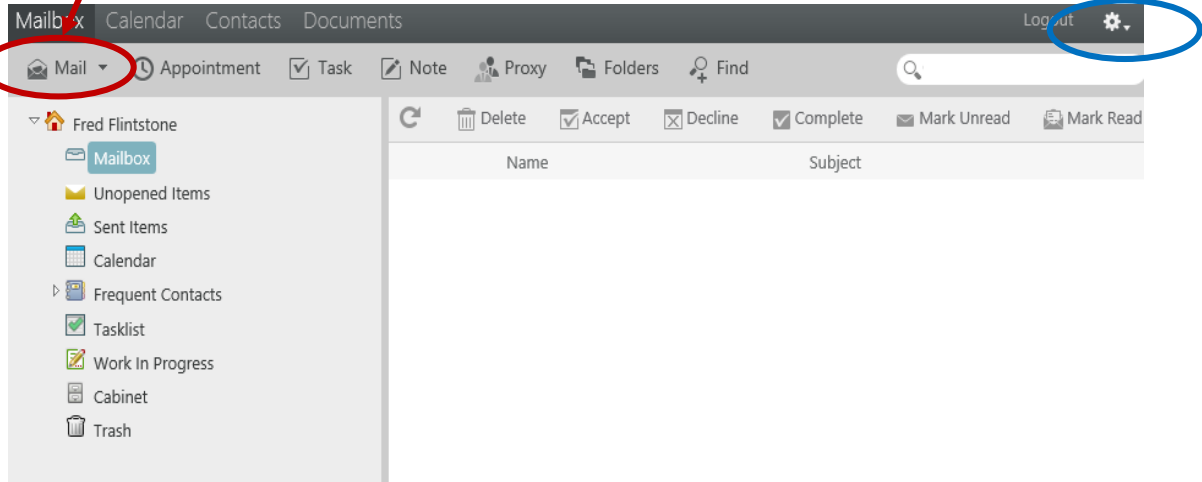 Mailbox Calendar Contacts Documents Logout
Mail Appointment Task Note Proxy Folders Find
Fred Flintstone
Mailbox
Unopened Items
Sent Items
Calendar
Frequent Contacts
Tasklist
Work In Progress
Cabinet
Trash
Delete Accept Decline Complete Mark Unread Mark Read
Name Subject